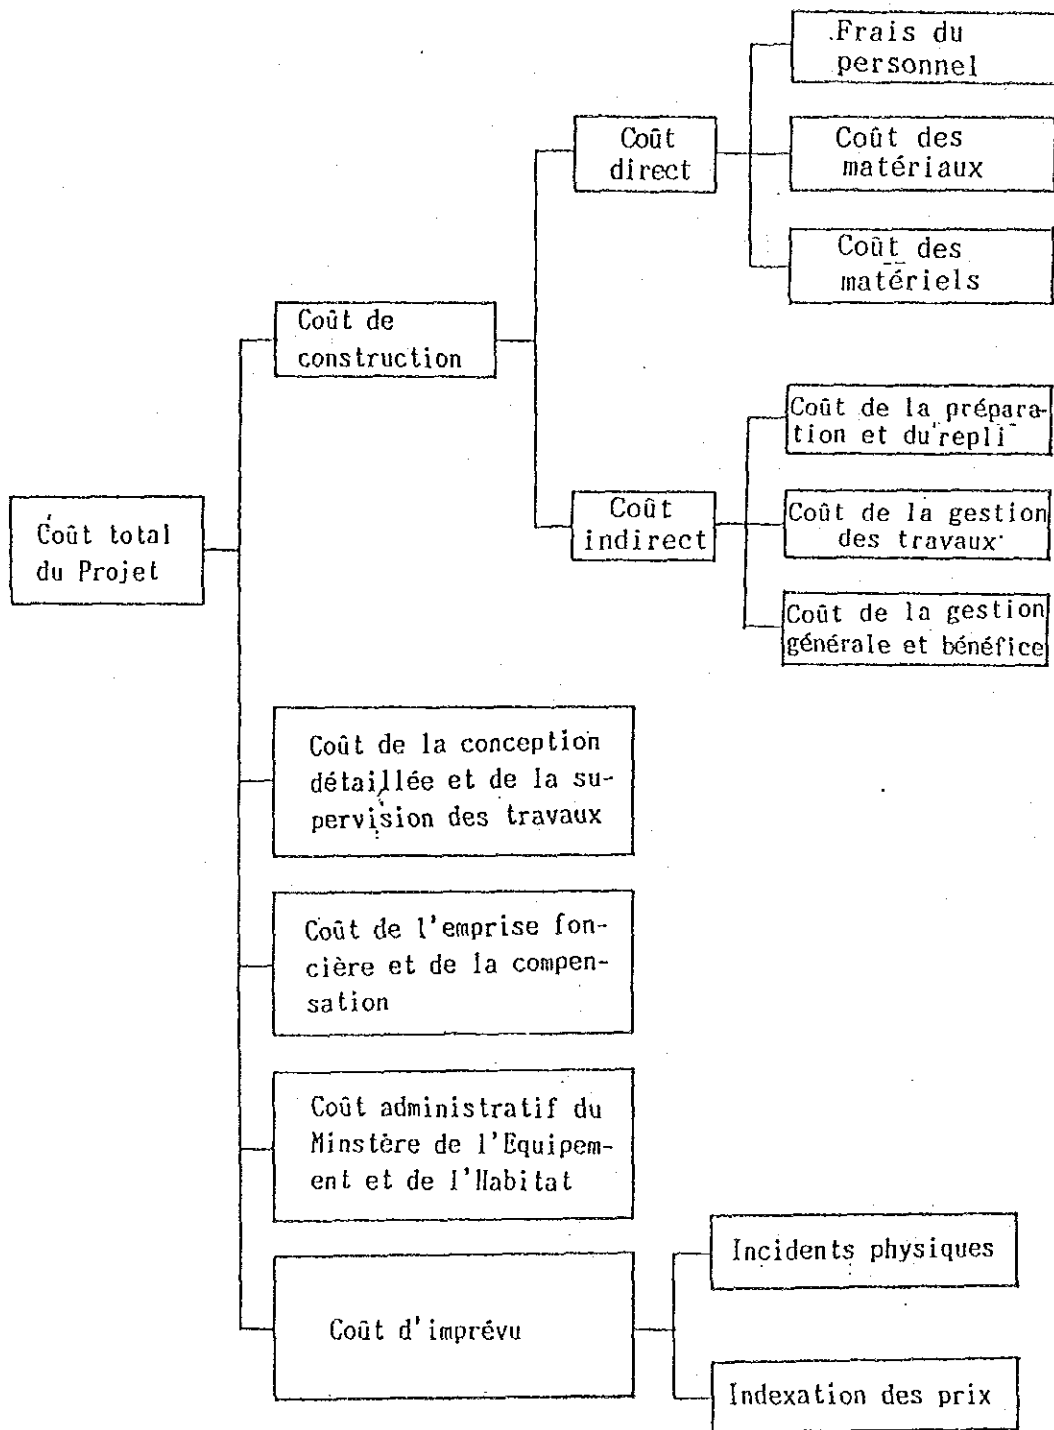 Frais du
personnel
Coût
direct
Coût des
matériaux
Coût des
matériels
Coût de
construction
Coût de la prépara-
tion et du repli
Coût
indirect
Coût de la gestion
des travaux
Coût de la gestion
générale et bénéfice
Coût total
du Projet
Coût de la conception
détaillée et de la su-
pervision des travaux
Coût de l'emprise fon-
cière et de la compen-
sation
Coût administratif du
Minstère de l'Equipem-
ent et de l'Habitat
Coût d'imprévu
Incidents physiques
Indexation des prix